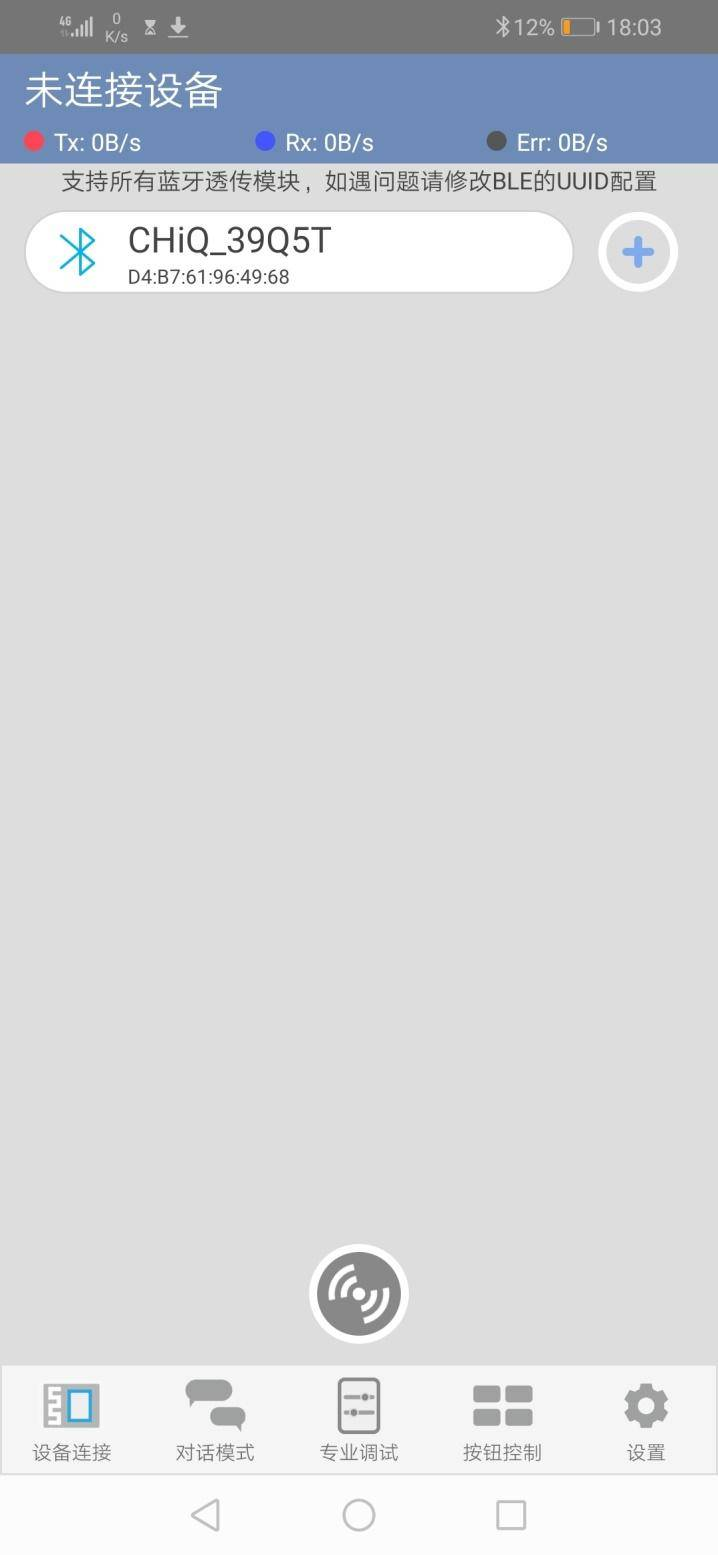 4G 0 K/s 12% 18:03
未连接设备
Tx: 0B/s Rx: 0B/s Err: 0B/s
支持所有蓝牙透传模块，如遇问题请修改BLE的UUID配置
CHiQ_39Q5T
D4:B7:61:96:49:68
设备连接 对话模式 专业调试 按钮控制 设置